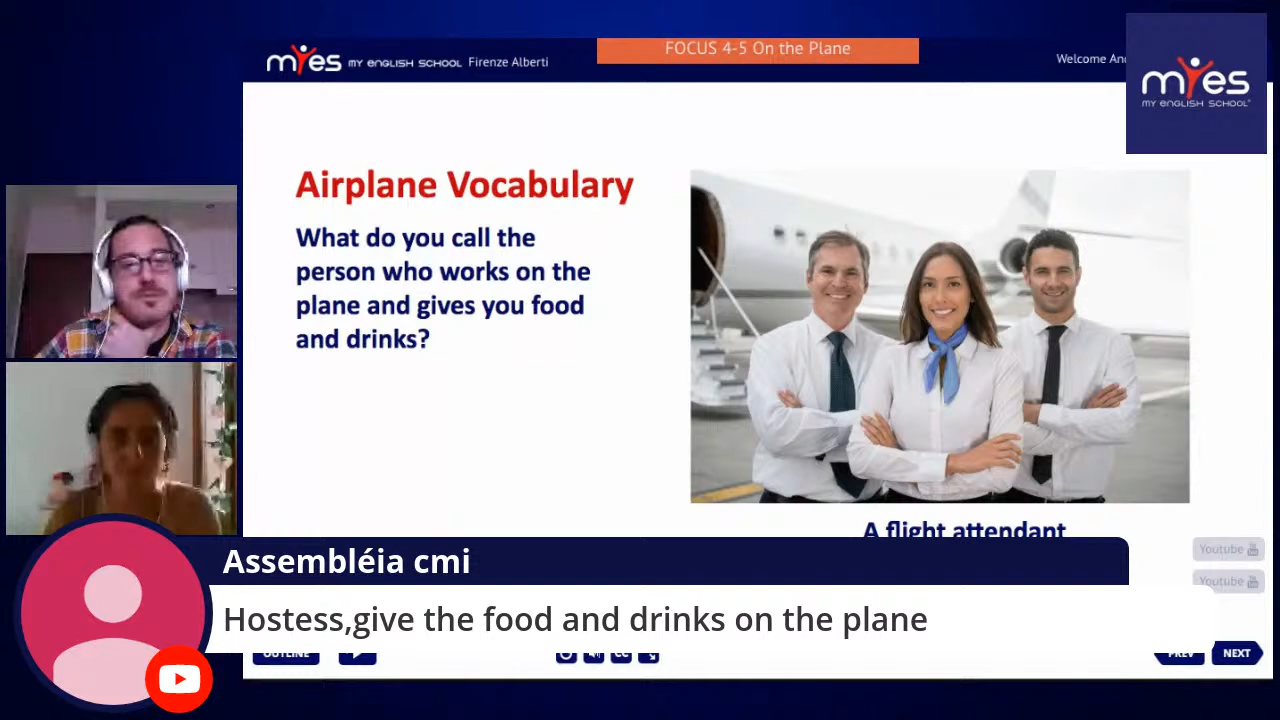 FOCUS 4-5 On the Plane
myes MY ENGLISH SCHOOL Firenze Alberti
Welcome
myes
MY ENGLISH SCHOOL
Airplane Vocabulary
What do you call the
person who works on the
plane and gives you food
and drinks?
A flight attendant
Youtube
Youtube
Assembléia cmi
Hostess,give the food and drinks on the plane
OUTLINE
CC
PREV
NEXT